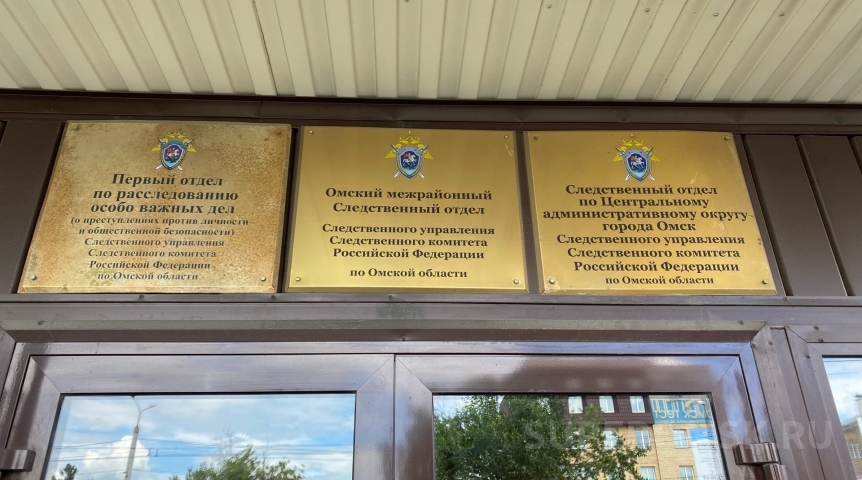 Первый отдел
по расследованию
особо важных дел
(о преступлениях против личности
и общественной безопасности)
Следственного управления
Следственного комитета
Российской Федерации
по Омской области
Омский межрайонный
Следственный отдел
Следственного управления
Следственного комитета
Российской Федерации
по Омской области
Следственный отдел
по Центральному
административному округу
города Омск
Следственного управления
Следственного комитета
Российской Федерации
по Омской области